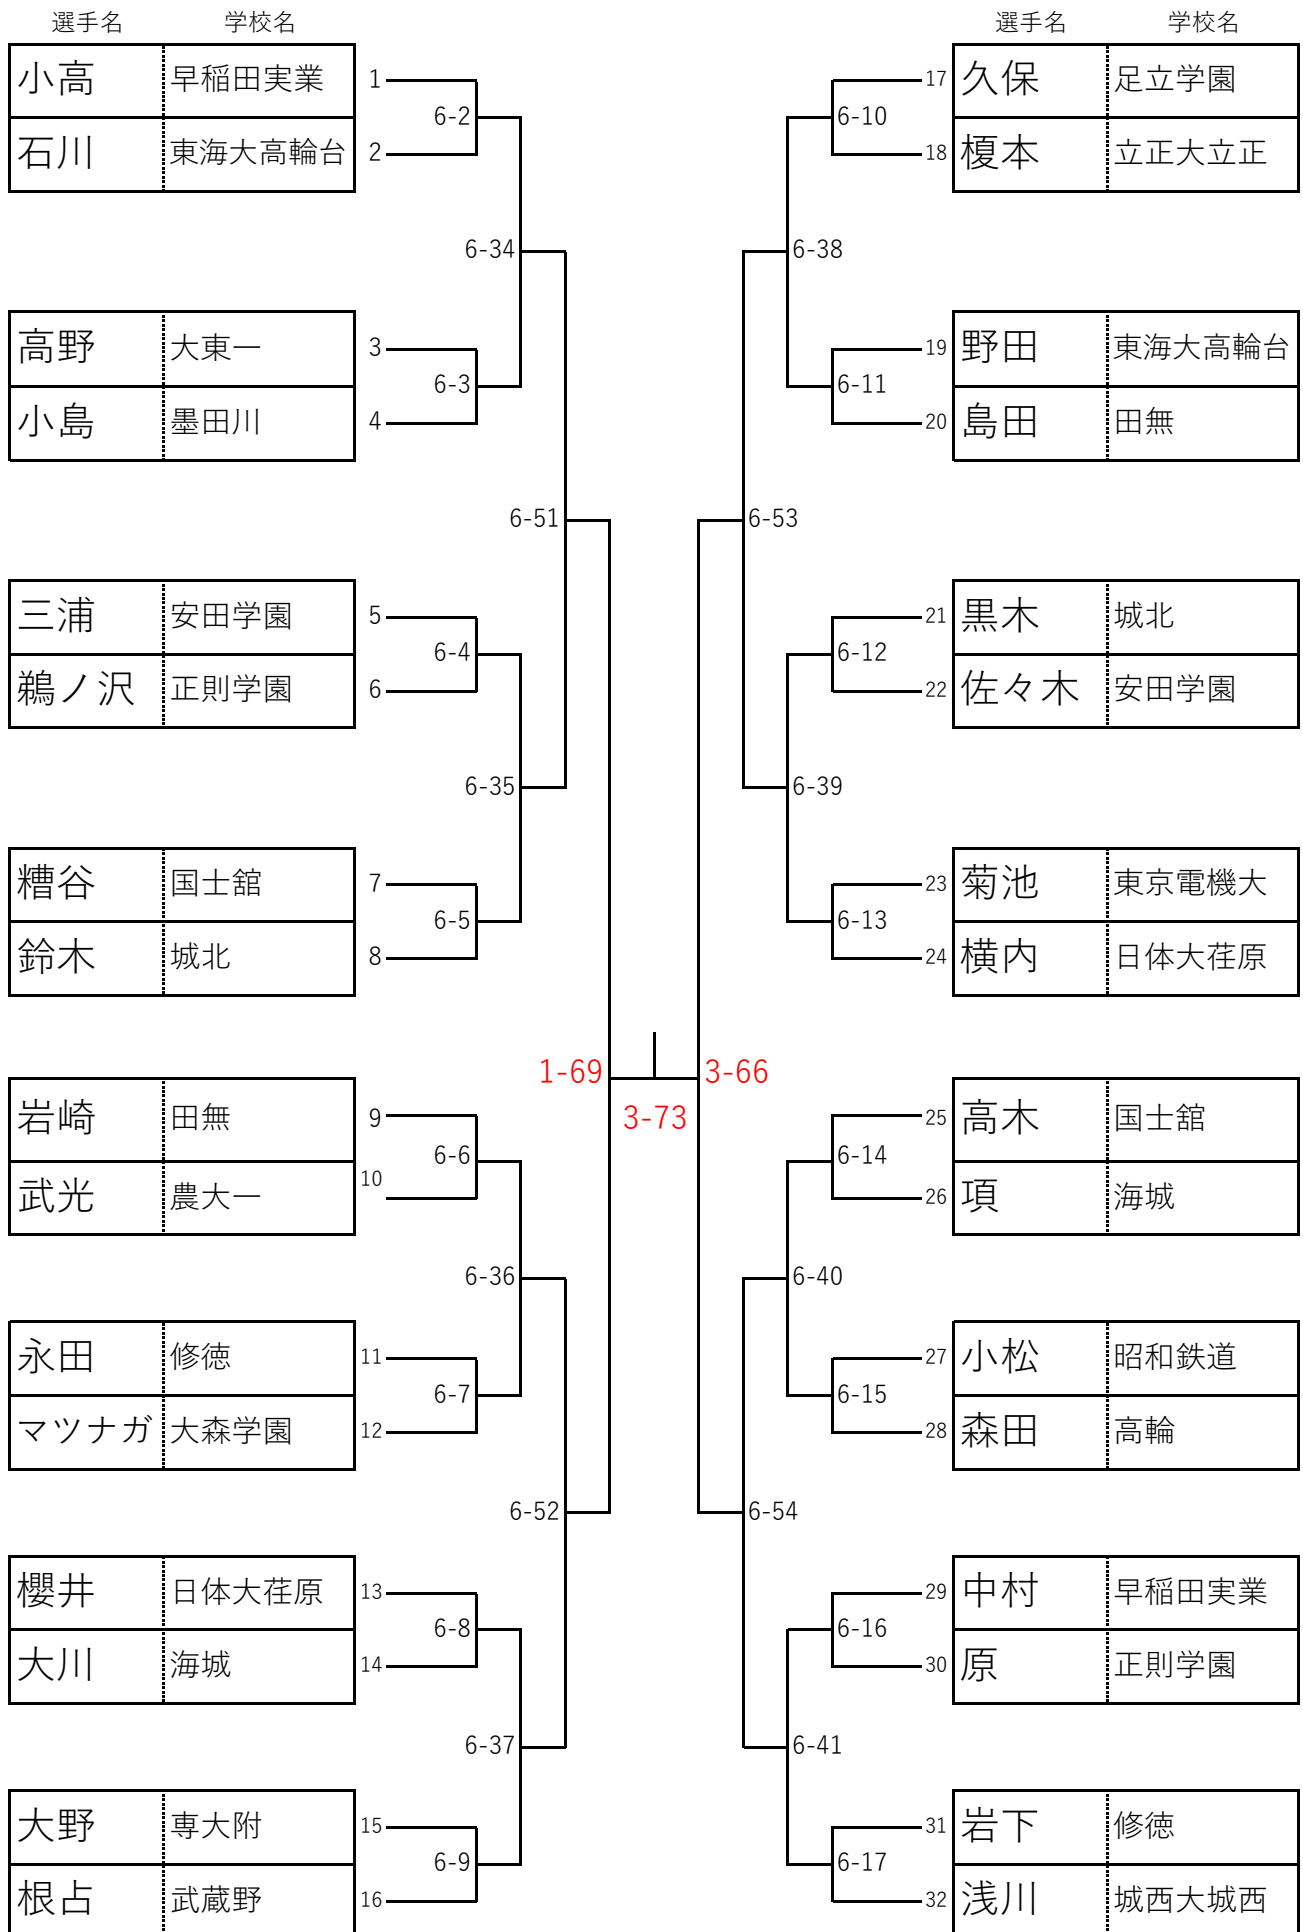 選手名 学校名 選手名 学校名
小高 早稲田実業 1 17 久保 足立学園
6-2 6-10
石川 東海大高輪台 2 18 榎本 立正大立正
6-34 6-38
高野 大東一 3 19 野田 東海大高輪台
6-3 6-11
小島 墨田川 4 20 島田 田無
6-51 6-53
三浦 安田学園 5 21 黒木 城北
6-4 6-12
鵜ノ沢 正則学園 6 22 佐々木 安田学園
6-35 6-39
糟谷 国士舘 7 23 菊池 東京電機大
6-5 6-13
鈴木 城北 8 24 横内 日体大荏原
1-69 3-66
3-73
岩崎 田無 9 25 高木 国士舘
6-6 6-14
武光 農大一 10 26 項 海城
6-36 6-40
永田 修徳 11 27 小松 昭和鉄道
6-7 6-15
マツナガ 大森学園 12 28 森田 高輪
6-52 6-54
櫻井 日体大荏原 13 29 中村 早稲田実業
6-8 6-16
大川 海城 14 30 原 正則学園
6-37 6-41
大野 専大附 15 31 岩下 修徳
6-9 6-17
根占 武蔵野 16 32 浅川 城西大城西